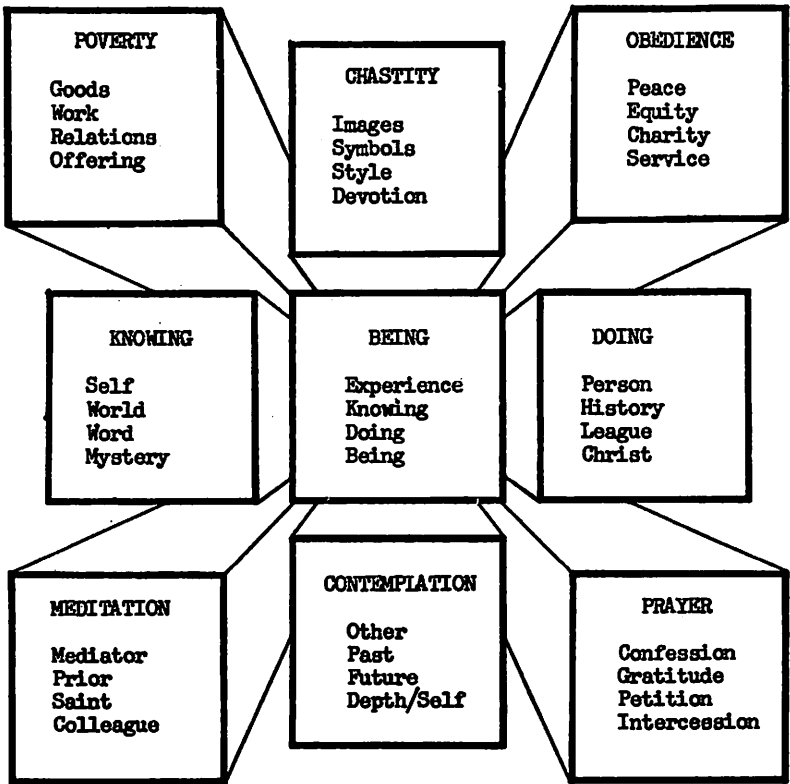 POVERTY
Goods
Work
Relations
Offering
CHASTITY
Images
Symbols
Style
Devotion
OBEDIENCE
Peace
Equity
Charity
Service
KNOWING
Self
World
Word
Mystery
BEING
Experience
Knowing
Doing
Being
DOING
Person
History
League
Christ
MEDITATION
Mediator
Prior
Saint
Colleague
CONTEMPLATION
Other
Past
Future
Depth/Self
PRAYER
Confession
Gratitude
Petition
Intercession